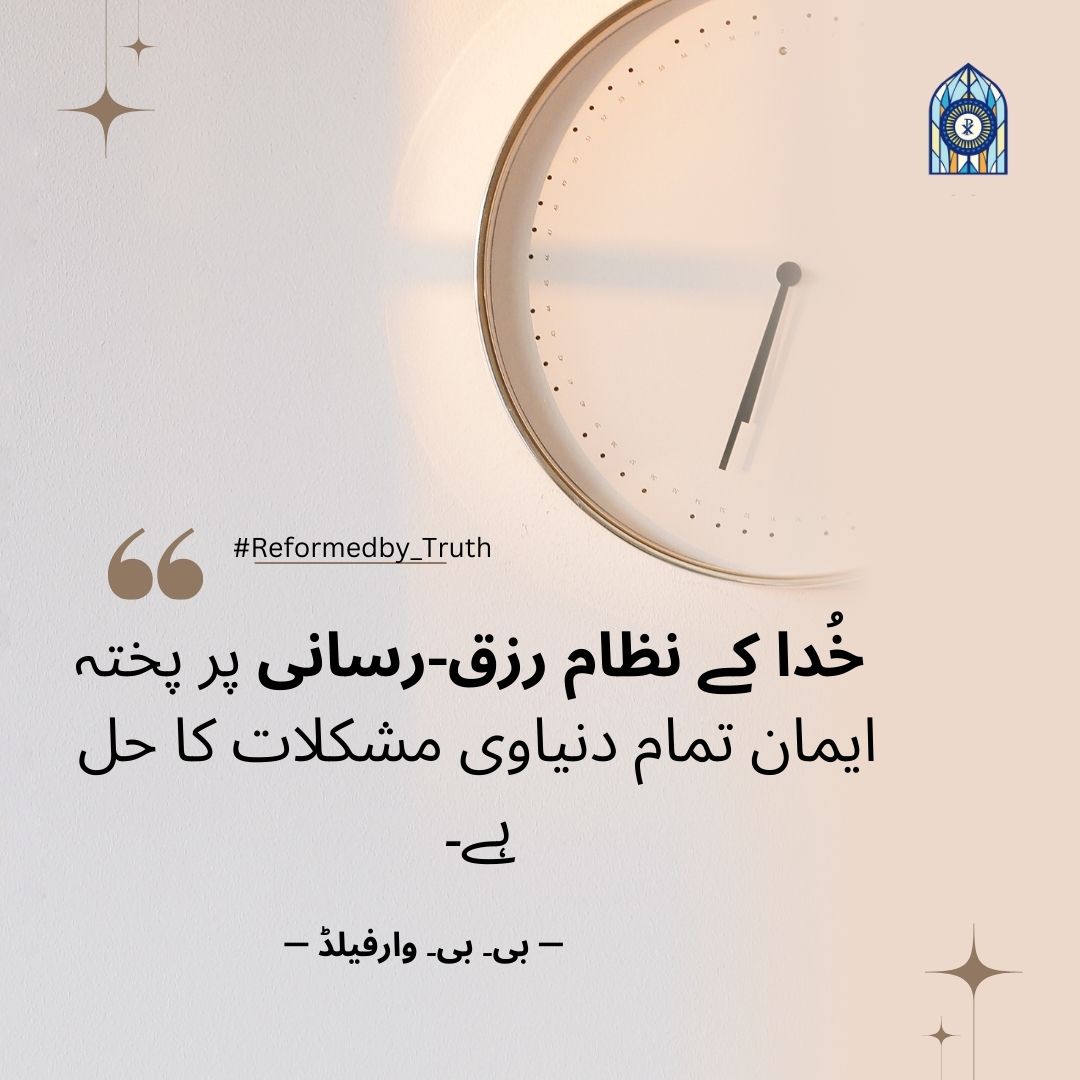 #Reformedby_Truth
خُدا کے نظام رزق-رسانی پر پختہ
ایمان تمام دنیاوی مشکلات کا حل
ہے۔
— بی۔ بی۔ وارفیلڈ —